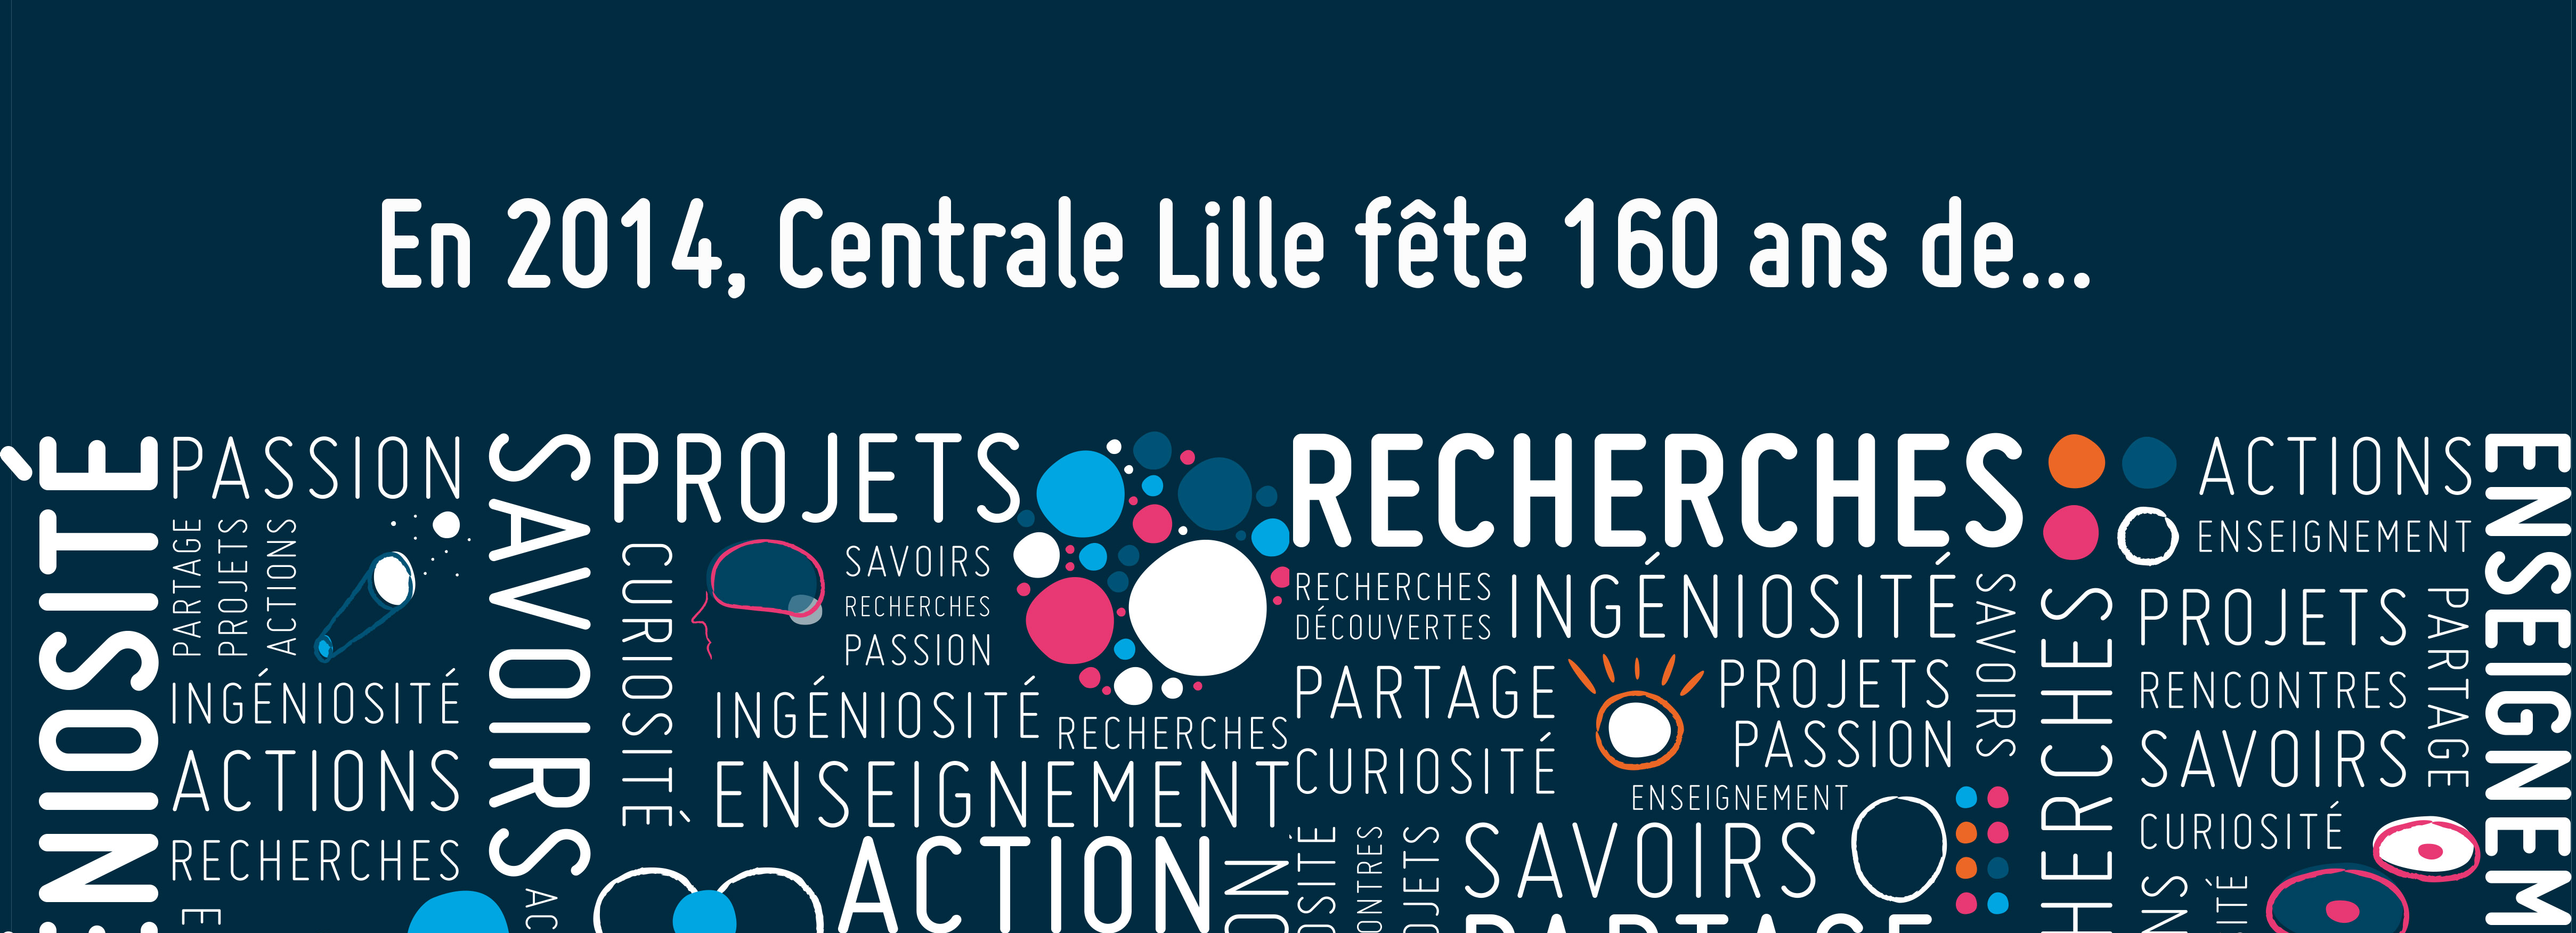 En 2014, Centrale Lille fête 160 ans de...
PASSION
PARTAGE
PROJETS
ACTIONS
INGÉNIOSITÉ
ACTIONS
RECHERCHES
SAVOIRS
PROJETS
CURIOSITÉ
SAVOIRS
RECHERCHES
PASSION
INGÉNIOSITÉ
RECHERCHES
ENSEIGNEMENT
ACTION
RECHERCHES
RECHERCHES
DÉCOUVERTES
INGÉNIOSITÉ
PARTAGE
CURIOSITÉ
PROJETS
PASSION
ENSEIGNEMENT
SAVOIRS
SAVOIRS
ACTIONS
ENSEIGNEMENT
PROJETS
RENCONTRES
SAVOIRS
CURIOSITÉ
PARTAGE